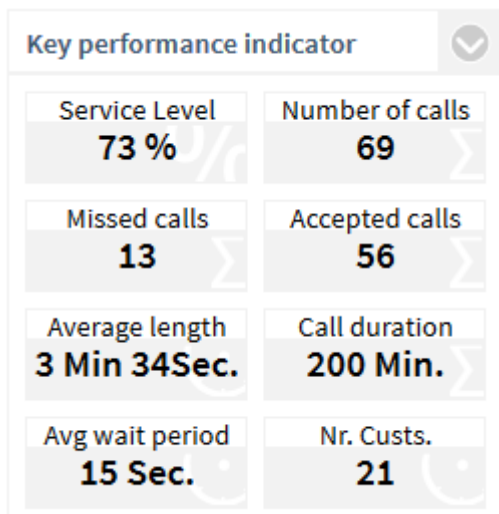 Key performance indicator
Service Level
73 %
Number of calls
69
Missed calls
13
Accepted calls
56
Average length
3 Min 34Sec.
Call duration
200 Min.
Avg wait period
15 Sec.
Nr. Custs.
21